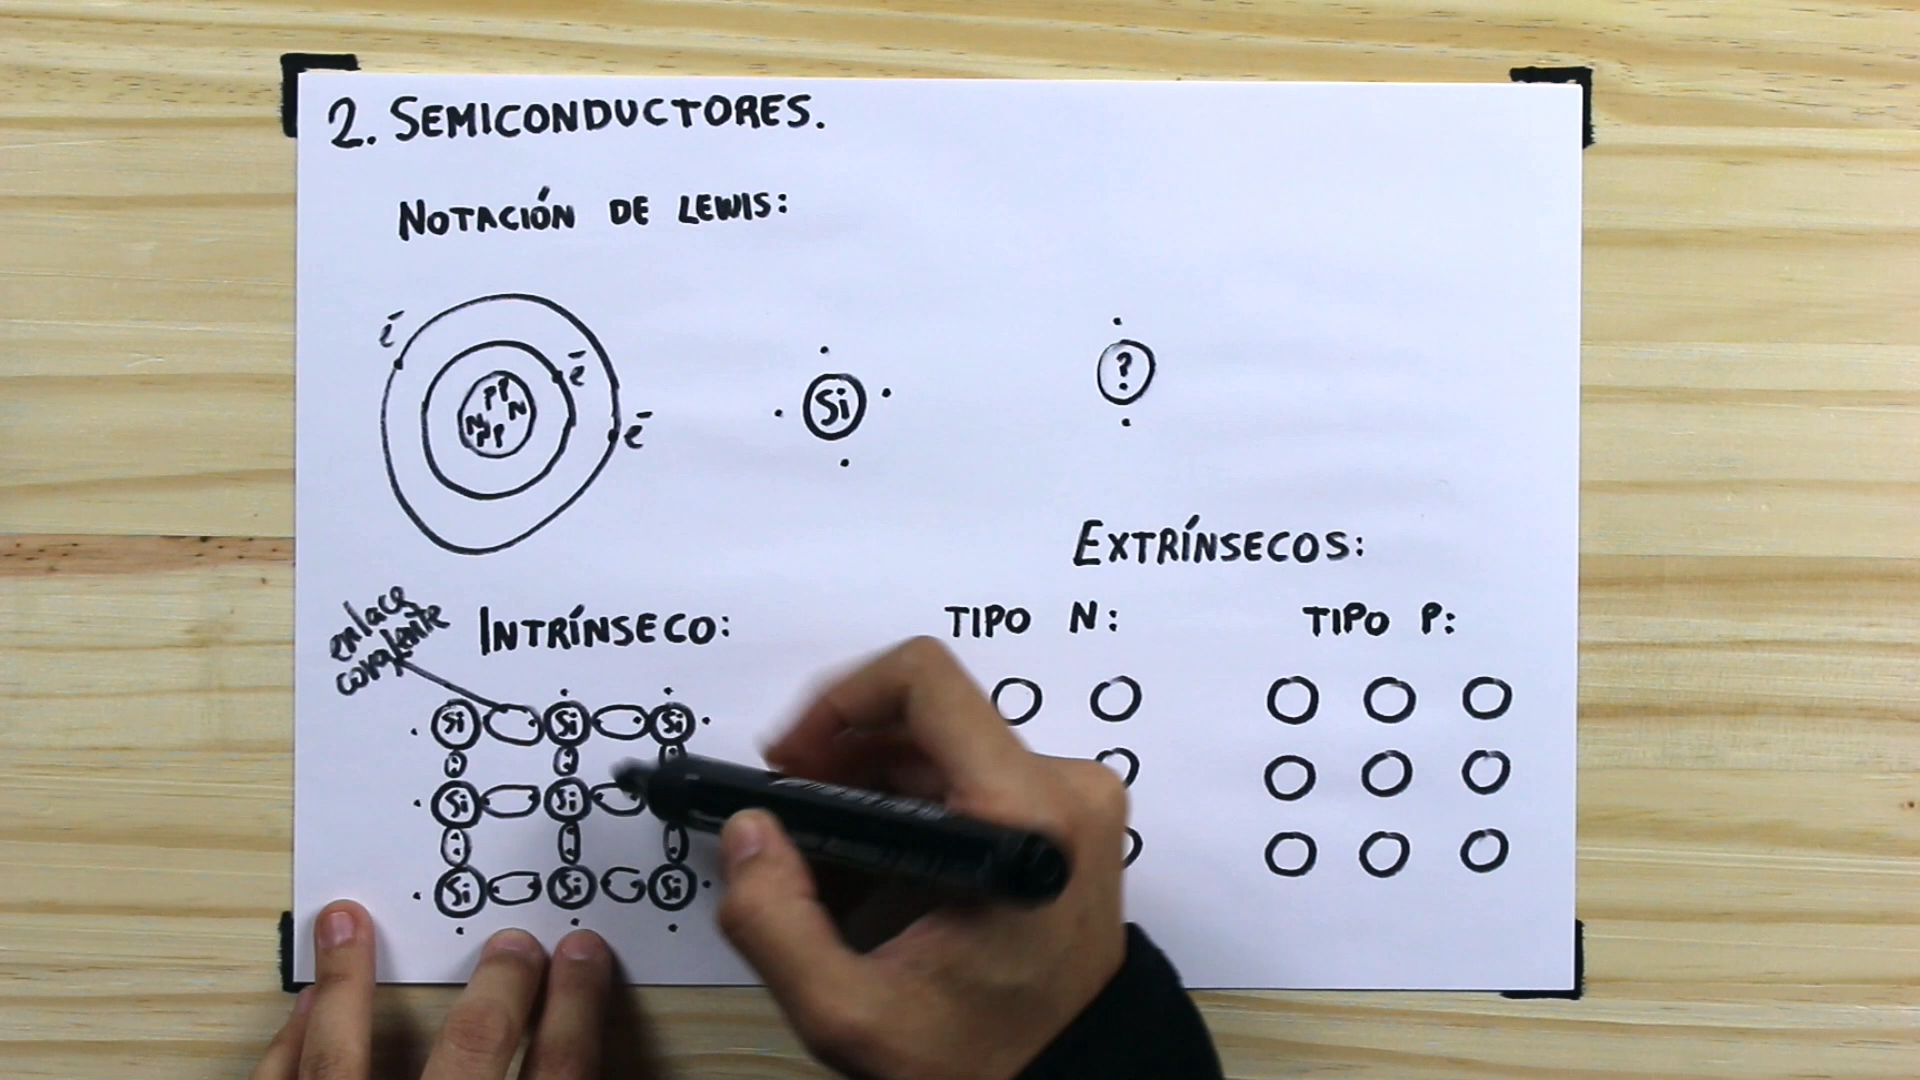 2. SEMICONDUCTORES.
NOTACIÓN DE LEWIS:
e⁻
e⁻
e⁻
P P
N N
N P
Si
?
EXTRÍNSECOS:
enlace
covalente
INTRÍNSECO:
TIPO N:
TIPO P:
Si Si Si
Si Si
Si Si Si